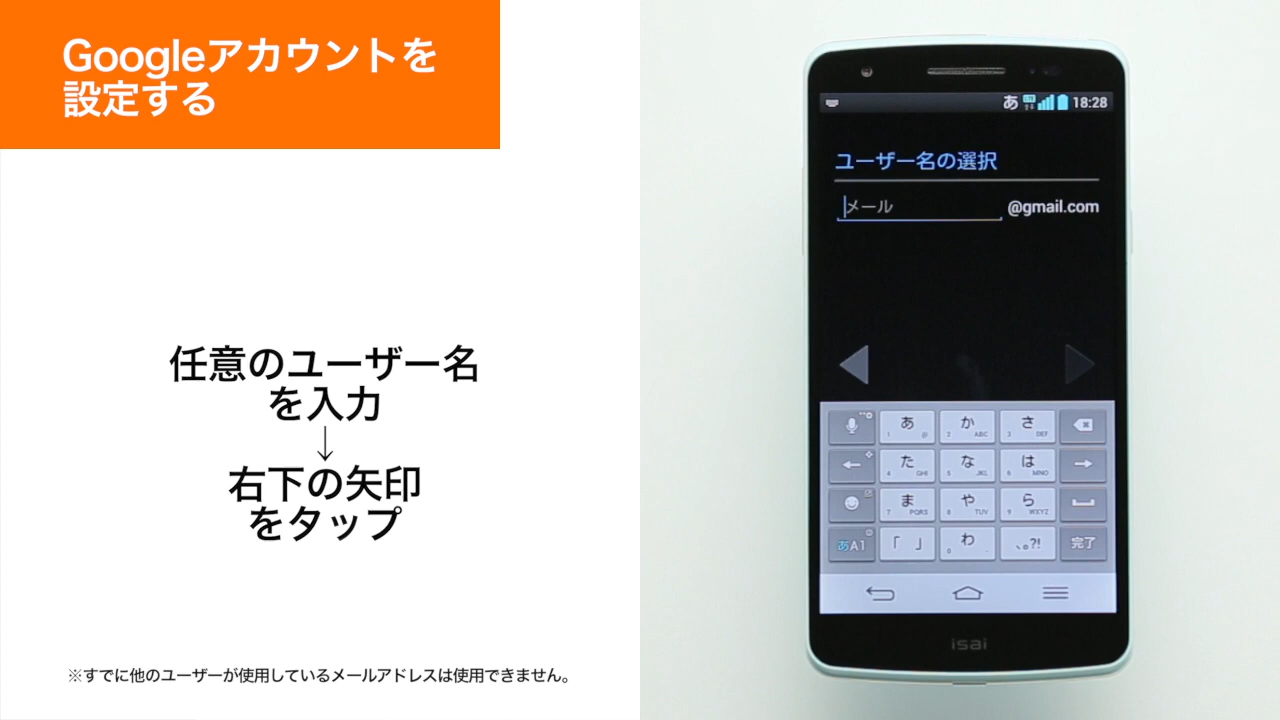 Googleアカウントを
設定する
任意のユーザー名
を入力
↓
右下の矢印
をタップ
※すでに他のユーザーが使用しているメールアドレスは使用できません。
あ 18:28
ユーザー名の選択
メール @gmail.com
あ 1 @ か 2 ABC さ 3 DEF
た 4 GHI な 5 JKL は 6 MNO
ま 7 PQRS や 8 TUV ら 9 WXYZ
あA1 「 」 わ 0 、。?! 完了
isai